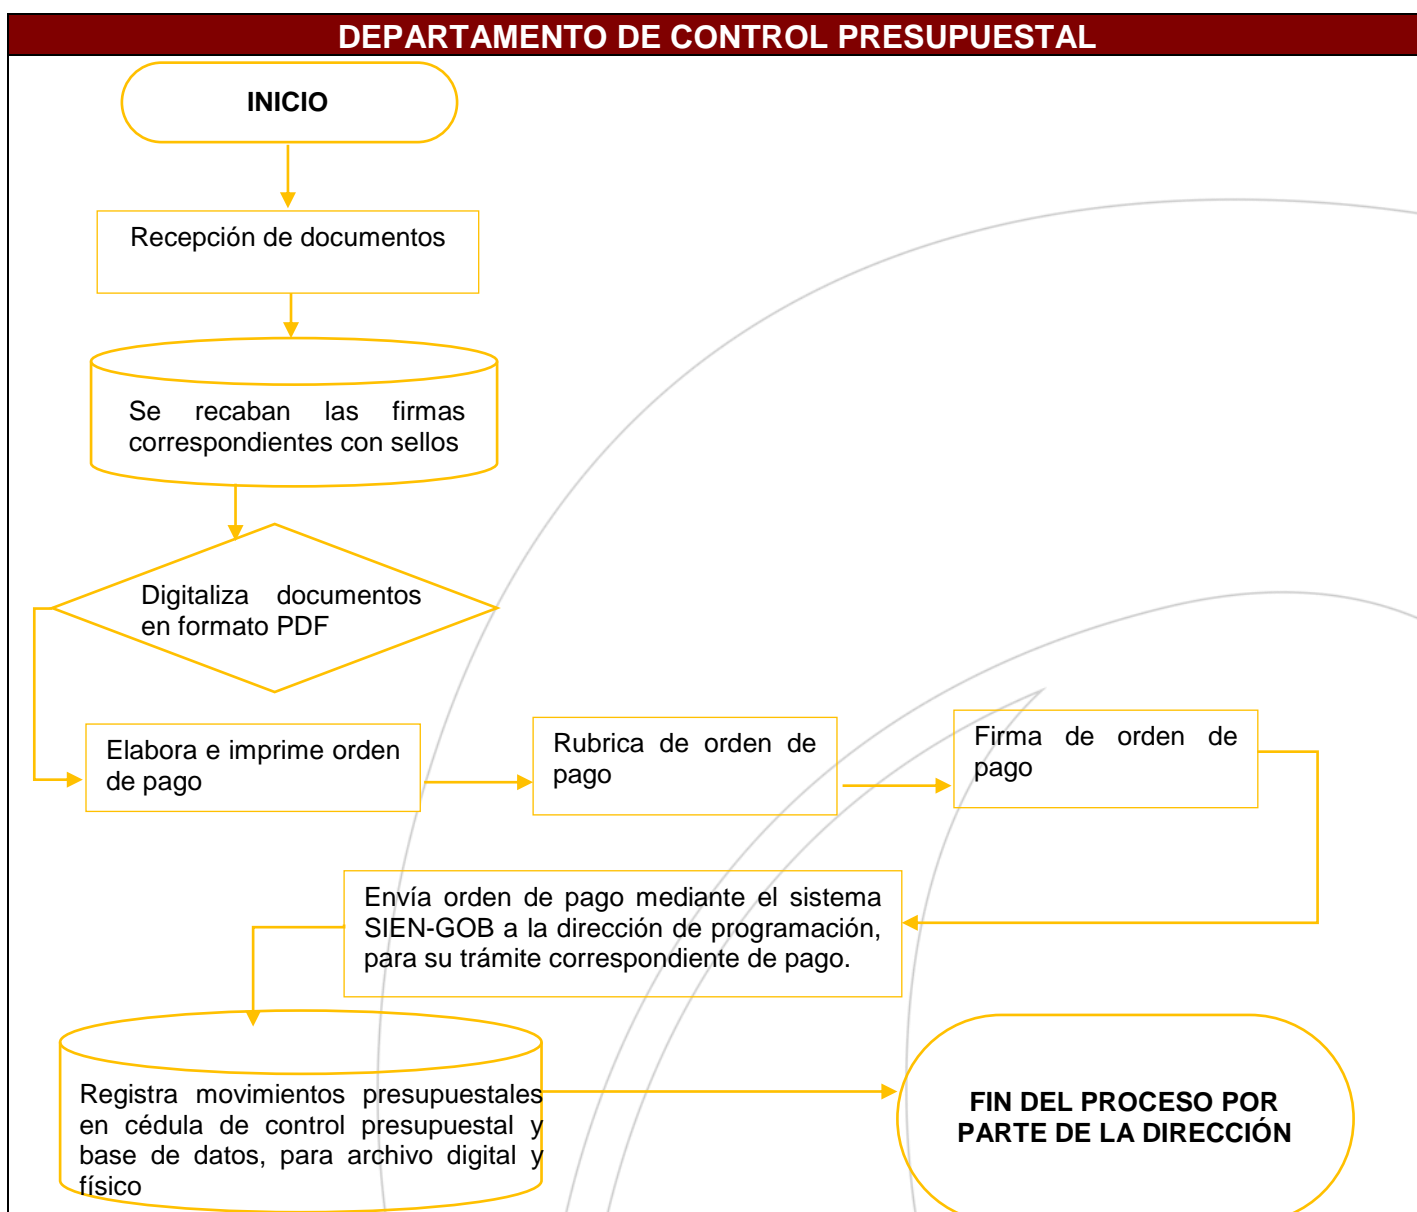 DEPARTAMENTO DE CONTROL PRESUPUESTAL
INICIO
Recepción de documentos
Se recaban las firmas
correspondientes con sellos
Digitaliza documentos
en formato PDF
Elabora e imprime orden
de pago
Rubrica de orden de
pago
Firma de orden de
pago
Envía orden de pago mediante el sistema
SIEN-GOB a la dirección de programación,
para su trámite correspondiente de pago.
Registra movimientos presupuestales
en cédula de control presupuestal y
base de datos, para archivo digital y
físico
FIN DEL PROCESO POR
PARTE DE LA DIRECCIÓN